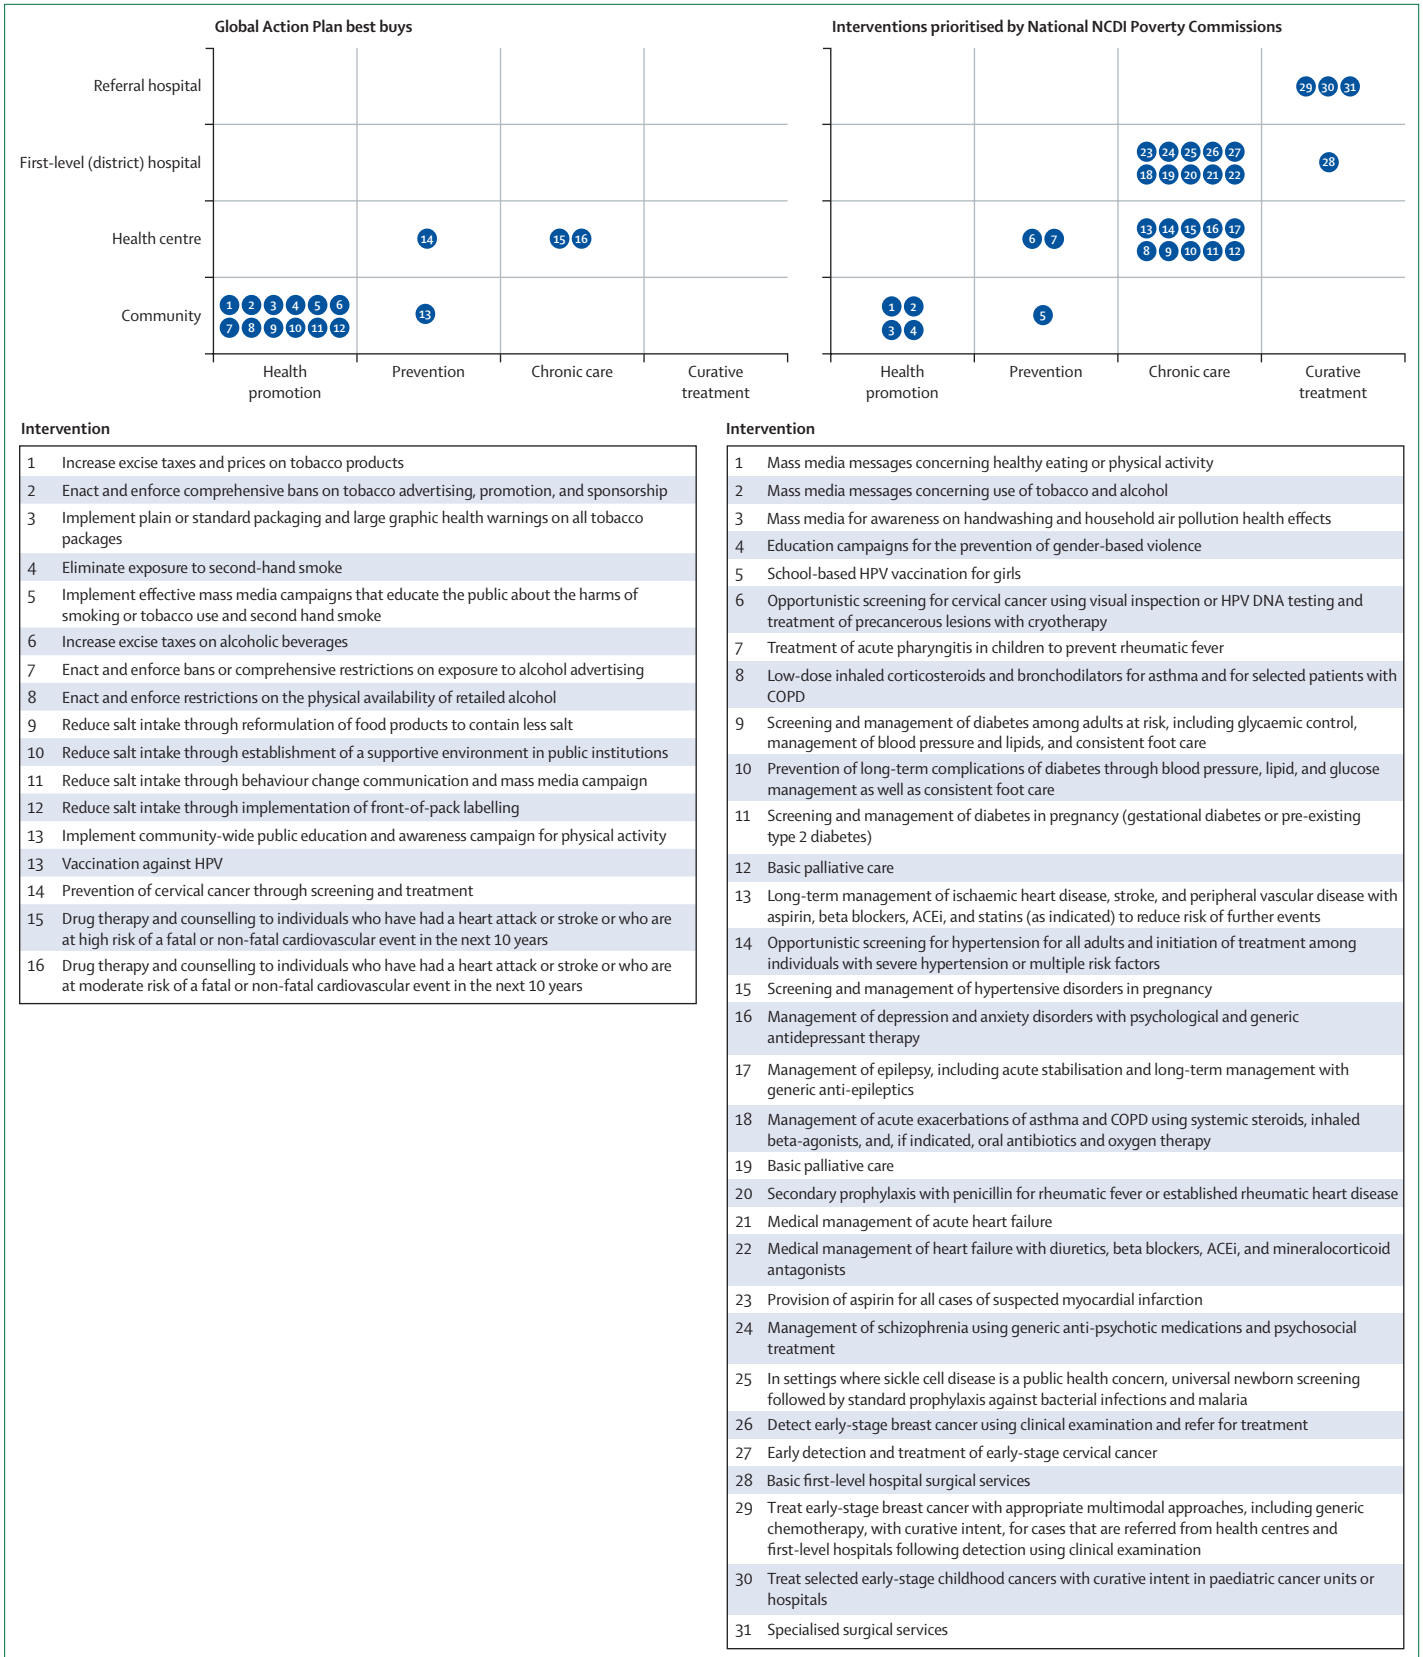 Global Action Plan best buys
Referral hospital
First-level (district) hospital
Health centre
14
15 16
Community
1 2 3 4 5 6
7 8 9 10 11 12
13
Health
promotion
Prevention
Chronic care
Curative
treatment
Interventions prioritised by National NCDI Poverty Commissions
29 30 31
23 24 25 26 27
18 19 20 21 22
28
6 7
13 14 15 16 17
8 9 10 11 12
1 2
3 4
5
Health
promotion
Prevention
Chronic care
Curative
treatment
Intervention
1 Increase excise taxes and prices on tobacco products
2 Enact and enforce comprehensive bans on tobacco advertising, promotion, and sponsorship
3 Implement plain or standard packaging and large graphic health warnings on all tobacco
packages
4 Eliminate exposure to second-hand smoke
5 Implement effective mass media campaigns that educate the public about the harms of
smoking or tobacco use and second hand smoke
6 Increase excise taxes on alcoholic beverages
7 Enact and enforce bans or comprehensive restrictions on exposure to alcohol advertising
8 Enact and enforce restrictions on the physical availability of retailed alcohol
9 Reduce salt intake through reformulation of food products to contain less salt
10 Reduce salt intake through establishment of a supportive environment in public institutions
11 Reduce salt intake through behaviour change communication and mass media campaign
12 Reduce salt intake through implementation of front-of-pack labelling
13 Implement community-wide public education and awareness campaign for physical activity
13 Vaccination against HPV
14 Prevention of cervical cancer through screening and treatment
15 Drug therapy and counselling to individuals who have had a heart attack or stroke or who are
at high risk of a fatal or non-fatal cardiovascular event in the next 10 years
16 Drug therapy and counselling to individuals who have had a heart attack or stroke or who are
at moderate risk of a fatal or non-fatal cardiovascular event in the next 10 years
Intervention
1 Mass media messages concerning healthy eating or physical activity
2 Mass media messages concerning use of tobacco and alcohol
3 Mass media for awareness on handwashing and household air pollution health effects
4 Education campaigns for the prevention of gender-based violence
5 School-based HPV vaccination for girls
6 Opportunistic screening for cervical cancer using visual inspection or HPV DNA testing and
treatment of precancerous lesions with cryotherapy
7 Treatment of acute pharyngitis in children to prevent rheumatic fever
8 Low-dose inhaled corticosteroids and bronchodilators for asthma and for selected patients with
COPD
9 Screening and management of diabetes among adults at risk, including glycaemic control,
management of blood pressure and lipids, and consistent foot care
10 Prevention of long-term complications of diabetes through blood pressure, lipid, and glucose
management as well as consistent foot care
11 Screening and management of diabetes in pregnancy (gestational diabetes or pre-existing
type 2 diabetes)
12 Basic palliative care
13 Long-term management of ischaemic heart disease, stroke, and peripheral vascular disease with
aspirin, beta blockers, ACEi, and statins (as indicated) to reduce risk of further events
14 Opportunistic screening for hypertension for all adults and initiation of treatment among
individuals with severe hypertension or multiple risk factors
15 Screening and management of hypertensive disorders in pregnancy
16 Management of depression and anxiety disorders with psychological and generic
antidepressant therapy
17 Management of epilepsy, including acute stabilisation and long-term management with
generic anti-epileptics
18 Management of acute exacerbations of asthma and COPD using systemic steroids, inhaled
beta-agonists, and, if indicated, oral antibiotics and oxygen therapy
19 Basic palliative care
20 Secondary prophylaxis with penicillin for rheumatic fever or established rheumatic heart disease
21 Medical management of acute heart failure
22 Medical management of heart failure with diuretics, beta blockers, ACEi, and mineralocorticoid
antagonists
23 Provision of aspirin for all cases of suspected myocardial infarction
24 Management of schizophrenia using generic anti-psychotic medications and psychosocial
treatment
25 In settings where sickle cell disease is a public health concern, universal newborn screening
followed by standard prophylaxis against bacterial infections and malaria
26 Detect early-stage breast cancer using clinical examination and refer for treatment
27 Early detection and treatment of early-stage cervical cancer
28 Basic first-level hospital surgical services
29 Treat early-stage breast cancer with appropriate multimodal approaches, including generic
chemotherapy, with curative intent, for cases that are referred from health centres and
first-level hospitals following detection using clinical examination
30 Treat selected early-stage childhood cancers with curative intent in paediatric cancer units or
hospitals
31 Specialised surgical services